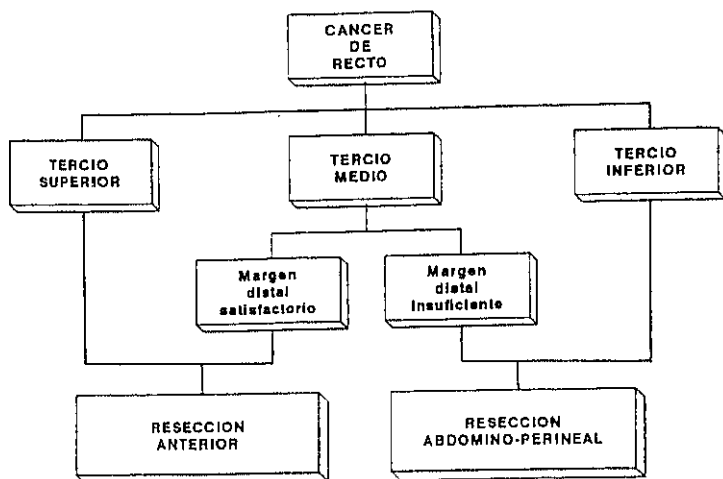 CANCER
DE
RECTO
TERCIO
SUPERIOR
TERCIO
MEDIO
TERCIO
INFERIOR
Margen
distal
satisfactorio
Margen
distal
insuficiente
RESECCION
ANTERIOR
RESECCION
ABDOMINO-PERINEAL